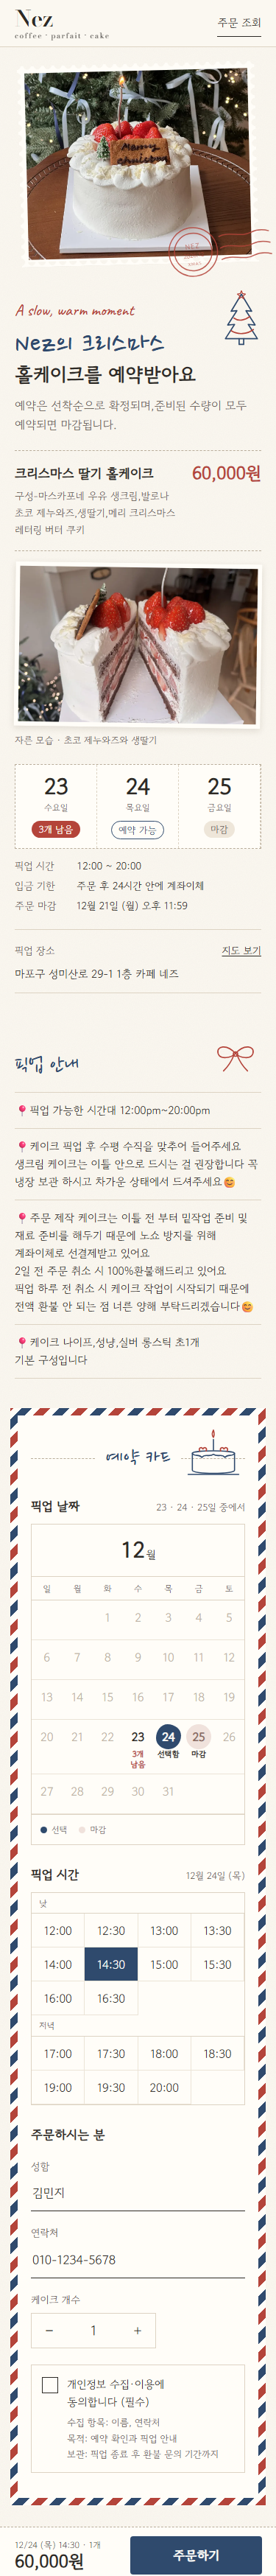 Nez
coffee · parfait · cake
주문 조회
Merry
Christmas
NEZ
A slow, warm moment
Nez의 크리스마스
홀케이크를 예약받아요
예약은 선착순으로 확정되며,준비된 수량이 모두
예약되면 마감됩니다.
크리스마스 딸기 홀케이크
60,000원
구성-마스카포네 우유 생크림,발로나
초코 제누와즈,생딸기,메리 크리스마스
레터링 버터 쿠키
자른 모습 · 초코 제누와즈와 생딸기
23 24 25
수요일 목요일 금요일
3개 남음 예약 가능 마감
픽업 시간 12:00 ~ 20:00
입금 기한 주문 후 24시간 안에 계좌이체
주문 마감 12월 21일 (월) 오후 11:59
픽업 장소 지도 보기
마포구 성미산로 29-1 1층 카페 네즈
픽업 안내
📍픽업 가능한 시간대 12:00pm~20:00pm
📍케이크 픽업 후 수평 수직을 맞추어 들어주세요
생크림 케이크는 이틀 안으로 드시는 걸 권장합니다 꼭
냉장 보관 하시고 차가운 상태에서 드셔주세요😊
📍주문 제작 케이크는 이틀 전 부터 밑작업 준비 및
재료 준비를 해두기 때문에 노쇼 방지를 위해
계좌이체로 선결제받고 있어요
2일 전 주문 취소 시 100%환불해드리고 있어요
픽업 하루 전 취소 시 케이크 작업이 시작되기 때문에
전액 환불 안 되는 점 너른 양해 부탁드리겠습니다😊
📍케이크 나이프,성냥,실버 롱스틱 초1개
기본 구성입니다
예약 카드
픽업 날짜
23 · 24 · 25일 중에서
12월
일 월 화 수 목 금 토
1 2 3 4 5
6 7 8 9 10 11 12
13 14 15 16 17 18 19
20 21 22 23 24 25 26
3개 남음 선택함 마감
27 28 29 30 31
선택 마감
픽업 시간
12월 24일 (목)
낮
12:00 12:30 13:00 13:30
14:00 14:30 15:00 15:30
16:00 16:30
저녁
17:00 17:30 18:00 18:30
19:00 19:30 20:00
주문하시는 분
성함
김민지
연락처
010-1234-5678
케이크 개수
− 1 +
개인정보 수집·이용에
동의합니다 (필수)
수집 항목: 이름, 연락처
목적: 예약 확인과 픽업 안내
보관: 픽업 종료 후 환불 문의 기간까지
12/24 (목) 14:30 · 1개
60,000원
주문하기